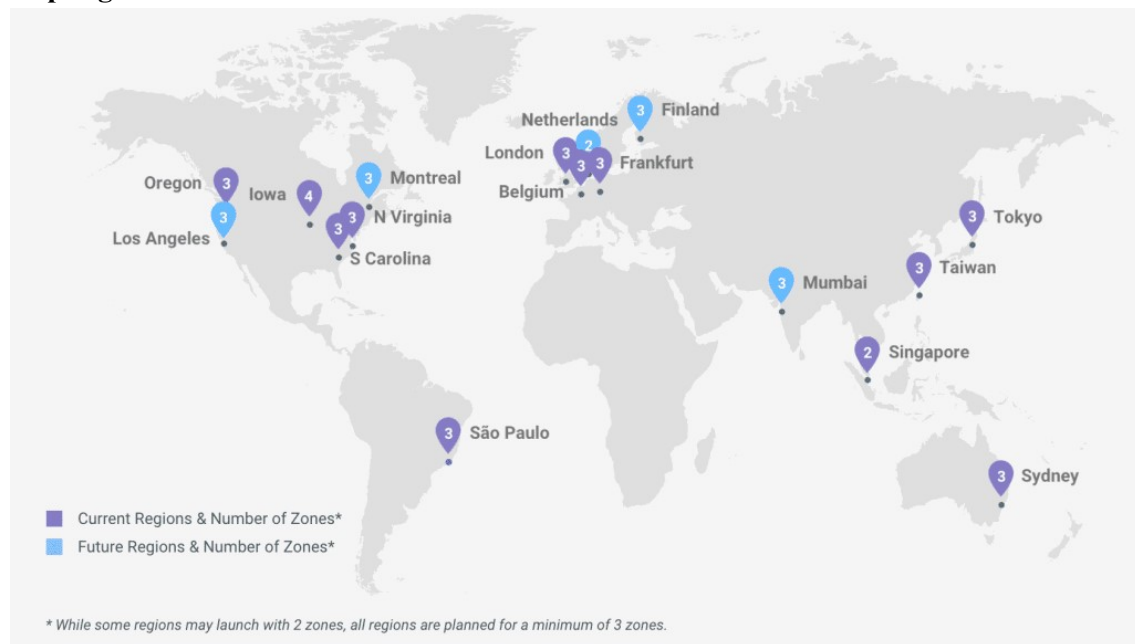 3 Finland
Netherlands
2
London 3
3 3 Frankfurt
Belgium
Oregon 3
Iowa 4
3 Montreal
3 N Virginia
Los Angeles 3
3
S Carolina
3 Tokyo
3 Taiwan
3 Mumbai
2 Singapore
3 São Paulo
3 Sydney
Current Regions & Number of Zones*
Future Regions & Number of Zones*
* While some regions may launch with 2 zones, all regions are planned for a minimum of 3 zones.